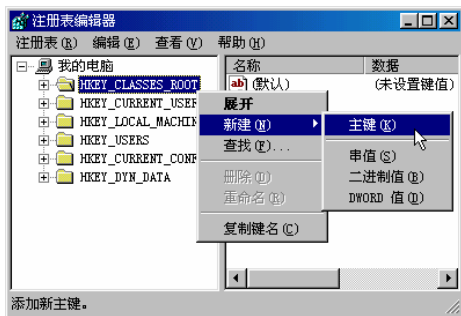 注册表编辑器
注册表(R) 编辑(E) 查看(V) 帮助(H)
我的电脑
HKEY_CLASSES_ROOT
HKEY_CURRENT_USER
HKEY_LOCAL_MACHIN
HKEY_USERS
HKEY_CURRENT_CONF
HKEY_DYN_DATA
名称 数据
ab (默认) (未设置键值)
展开
新建(N)
查找(F)...
删除(D)
重命名(R)
复制键名(C)
主键(K)
串值(S)
二进制值(B)
DWORD 值(D)
添加新主键。